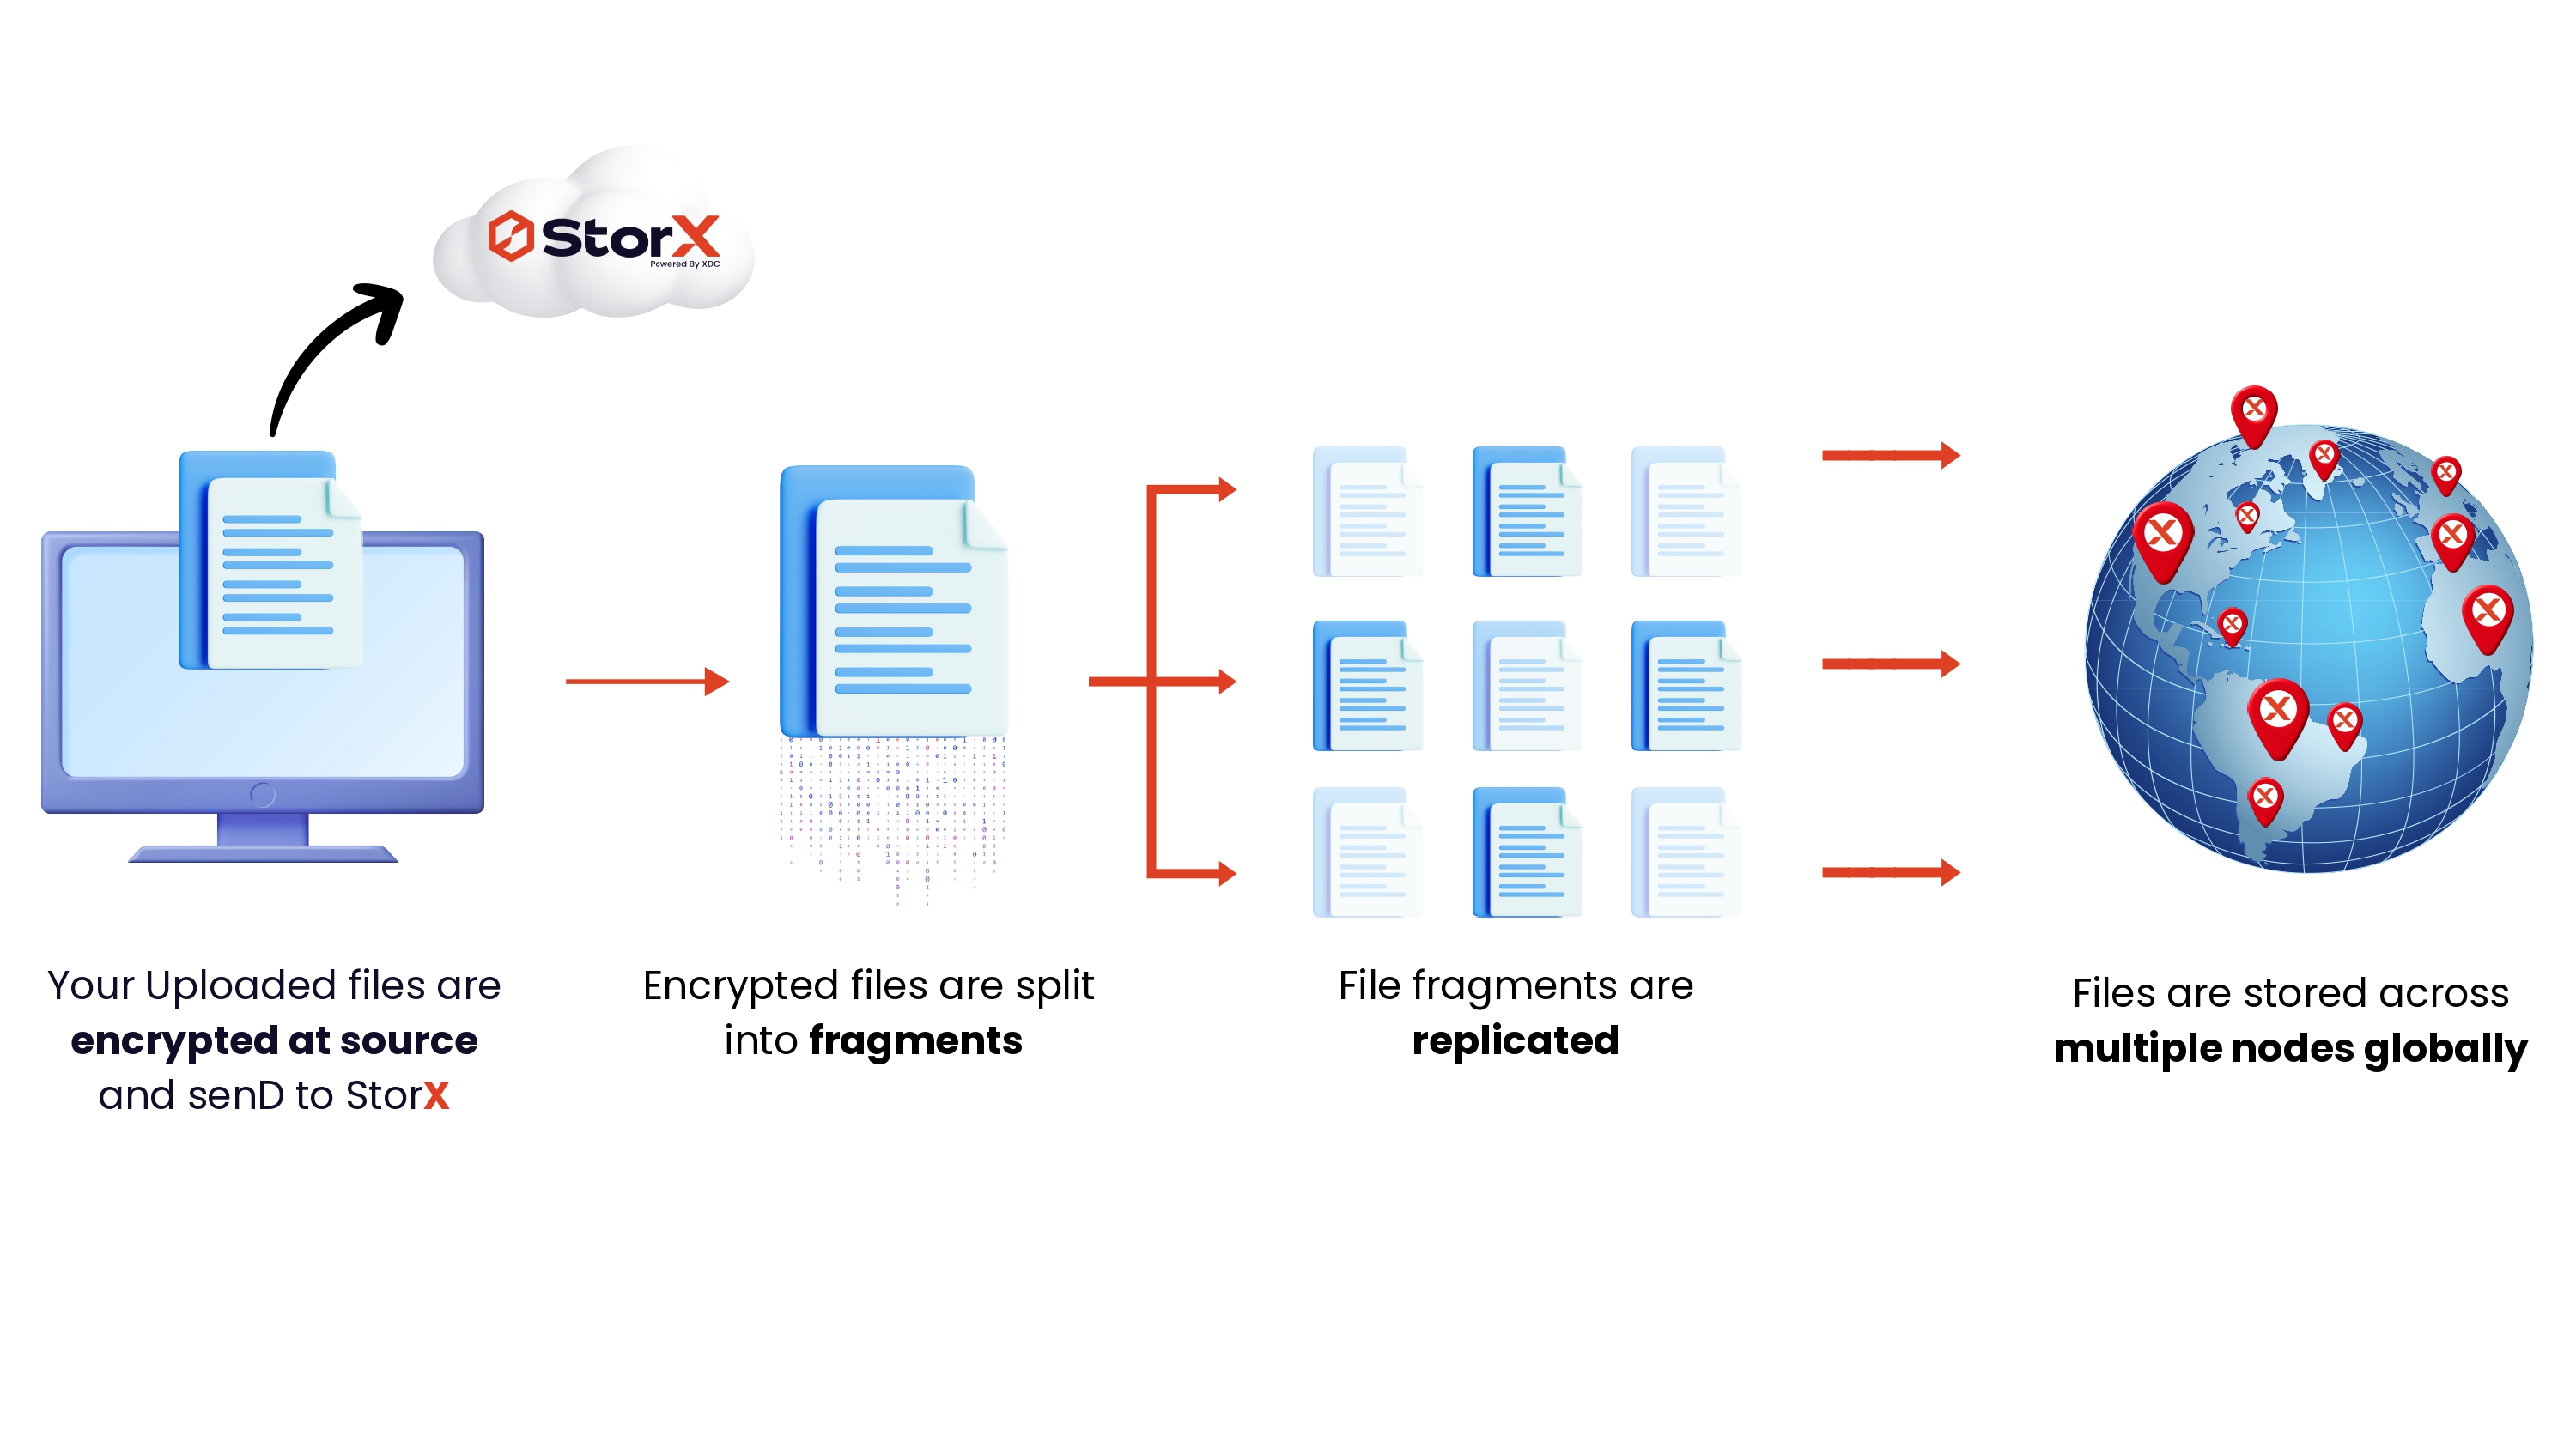 StorX
Powered By XDC
Your Uploaded files are
encrypted at source
and senD to StorX
Encrypted files are split
into fragments
File fragments are
replicated
Files are stored across
multiple nodes globally